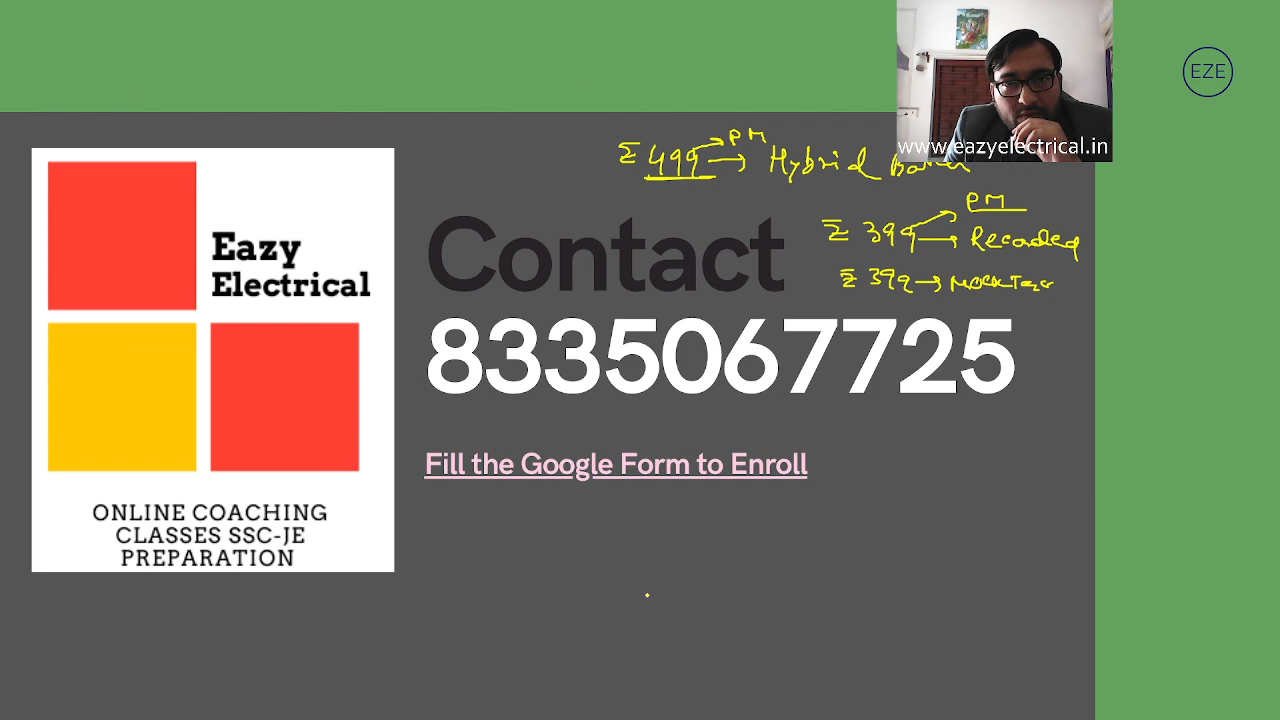 EZE
www.eazyelectrical.in
₹ 499 → PM
→ Hybrid
Eazy
Electrical
Contact
₹ 399 → PM
→ Recorded
₹ 399 → Mock Test
8335067725
Fill the Google Form to Enroll
ONLINE COACHING
CLASSES SSC-JE
PREPARATION